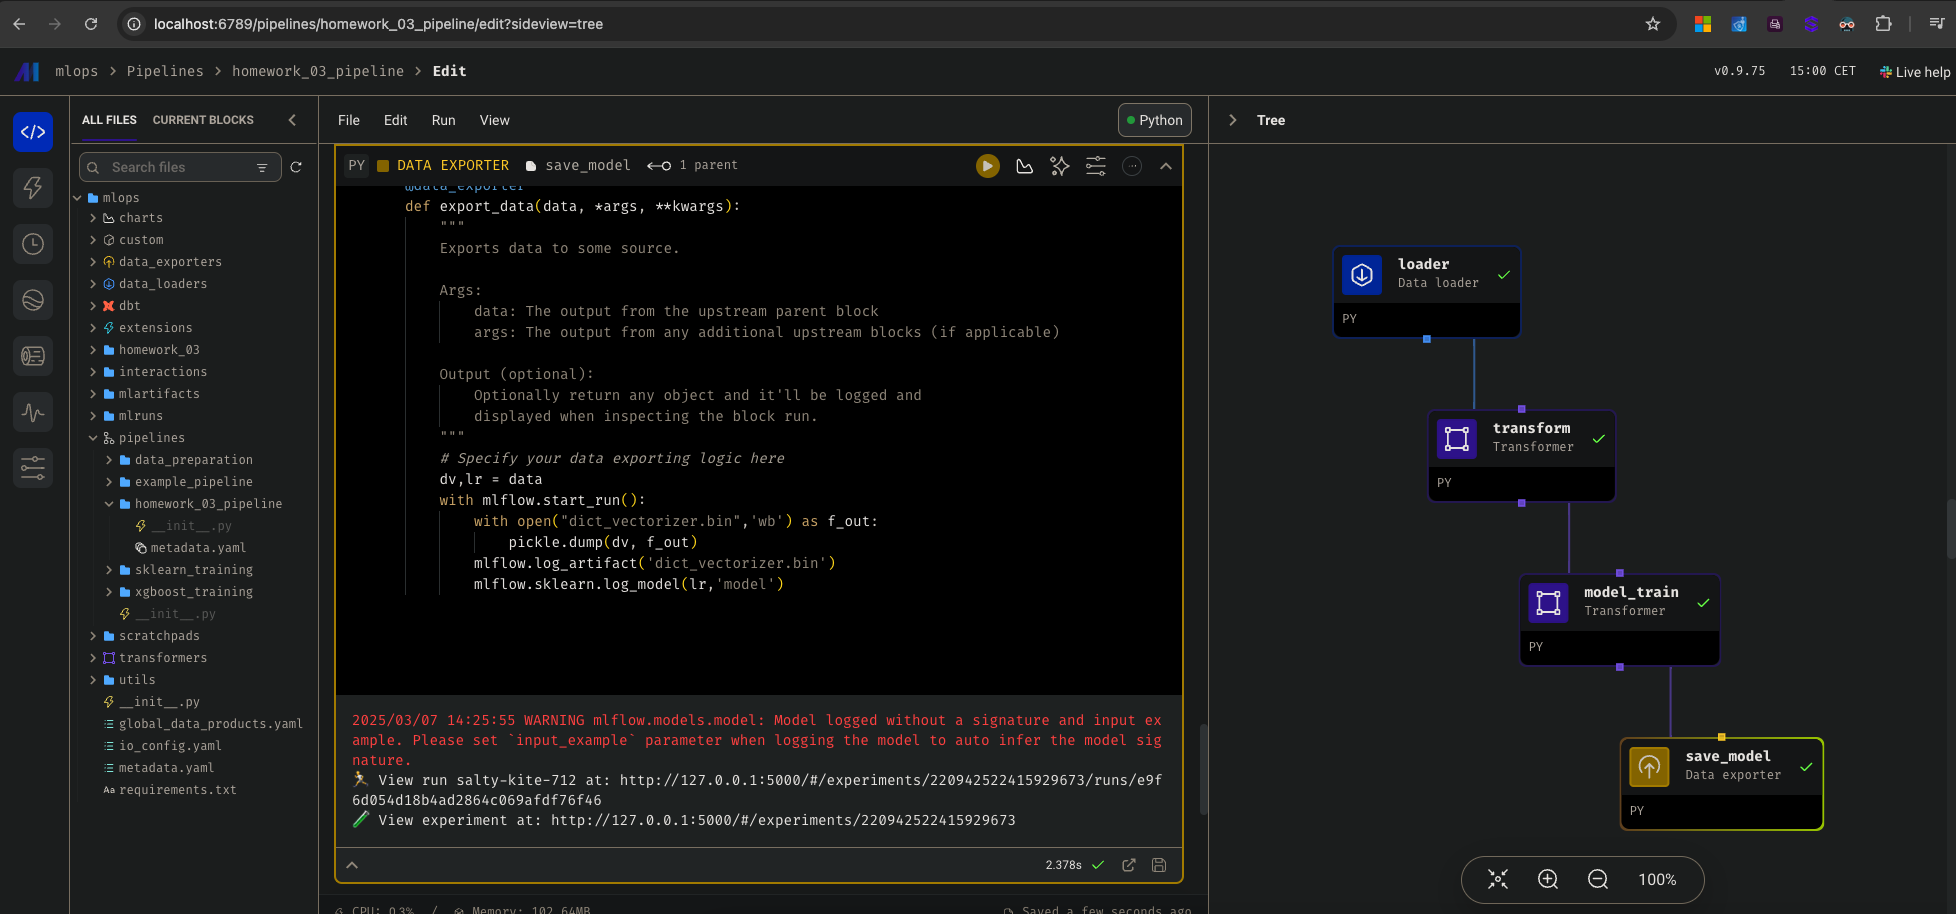 localhost:6789/pipelines/homework_03_pipeline/edit?sideview=tree
mlops > Pipelines > homework_03_pipeline > Edit
v0.9.75 15:00 CET Live help
ALL FILES CURRENT BLOCKS
Search files
mlops
charts
custom
data_exporters
data_loaders
dbt
extensions
homework_03
interactions
mlartifacts
mlruns
pipelines
data_preparation
example_pipeline
homework_03_pipeline
__init__.py
metadata.yaml
sklearn_training
xgboost_training
__init__.py
scratchpads
transformers
utils
__init__.py
global_data_products.yaml
io_config.yaml
metadata.yaml
Aa requirements.txt
File Edit Run View
Python
PY DATA EXPORTER save_model 1 parent
@data_exporter
def export_data(data, *args, **kwargs):
"""
Exports data to some source.
Args:
data: The output from the upstream parent block
args: The output from any additional upstream blocks (if applicable)
Output (optional):
Optionally return any object and it'll be logged and
displayed when inspecting the block run.
"""
# Specify your data exporting logic here
dv,lr = data
with mlflow.start_run():
with open("dict_vectorizer.bin",'wb') as f_out:
pickle.dump(dv, f_out)
mlflow.log_artifact('dict_vectorizer.bin')
mlflow.sklearn.log_model(lr,'model')
2025/03/07 14:25:55 WARNING mlflow.models.model: Model logged without a signature and input ex
ample. Please set `input_example` parameter when logging the model to auto infer the model sig
nature.
🏃 View run salty-kite-712 at: http://127.0.0.1:5000/#/experiments/220942522415929673/runs/e9f
6d054d18b4ad2864c069afdf76f46
🧪 View experiment at: http://127.0.0.1:5000/#/experiments/220942522415929673
2.378s
CPU: 0.3% / Memory: 102.64MB
Saved a few seconds ago
Tree
loader
Data loader
PY
transform
Transformer
PY
model_train
Transformer
PY
save_model
Data exporter
PY
100%